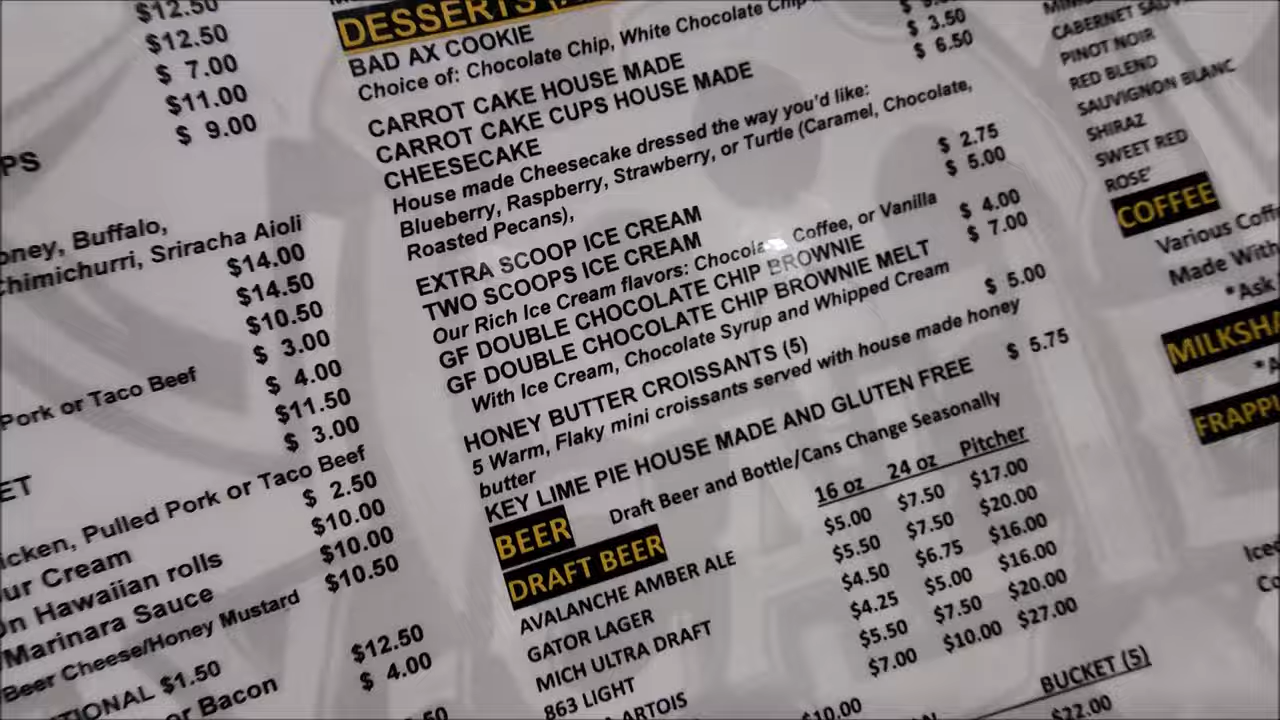 $12.50
$12.50
$ 7.00
$11.00
$ 9.00
PS
oney, Buffalo,
himichurri, Sriracha Aioli
$14.00
$14.50
$10.50
$ 3.00
Pork or Taco Beef
$ 4.00
$11.50
$ 3.00
ET
icken, Pulled Pork or Taco Beef
$ 2.50
our Cream
$10.00
on Hawaiian rolls
$10.00
Marinara Sauce
$10.50
Beer Cheese/Honey Mustard
$12.50
TIONAL $1.50
$ 4.00
or Bacon
DESSERTS
BAD AX COOKIE
Choice of: Chocolate Chip, White Chocolate Chip
$ 3.50
CARROT CAKE HOUSE MADE
$ 6.50
CARROT CAKE CUPS HOUSE MADE
CHEESECAKE
House made Cheesecake dressed the way you'd like:
Blueberry, Raspberry, Strawberry, or Turtle (Caramel, Chocolate,
Roasted Pecans),
EXTRA SCOOP ICE CREAM $ 2.75
TWO SCOOPS ICE CREAM $ 5.00
Our Rich Ice Cream flavors: Chocola Coffee, or Vanilla
GF DOUBLE CHOCOLATE CHIP BROWNIE $ 4.00
GF DOUBLE CHOCOLATE CHIP BROWNIE MELT $ 7.00
With Ice Cream, Chocolate Syrup and Whipped Cream
HONEY BUTTER CROISSANTS (5) $ 5.00
5 Warm, Flaky mini croissants served with house made honey
butter
KEY LIME PIE HOUSE MADE AND GLUTEN FREE $ 5.75
BEER Draft Beer and Bottle/Cans Change Seasonally
DRAFT BEER 16 oz 24 oz Pitcher
AVALANCHE AMBER ALE $5.00 $7.50 $17.00
GATOR LAGER $5.50 $7.50 $20.00
MICH ULTRA DRAFT $4.50 $6.75 $16.00
863 LIGHT $4.25 $5.00 $16.00
ARTOIS $5.50 $7.50 $20.00
$7.00 $10.00 $27.00
BUCKET (5)
$10.00 $22.00
CABERNET
PINOT NOIR
RED BLEND
SAUVIGNON BLANC
SHIRAZ
SWEET RED
ROSE'
COFFEE
Various Coff
Made With
*Ask
MILKSHA
*A
FRAPP
Ice
Co